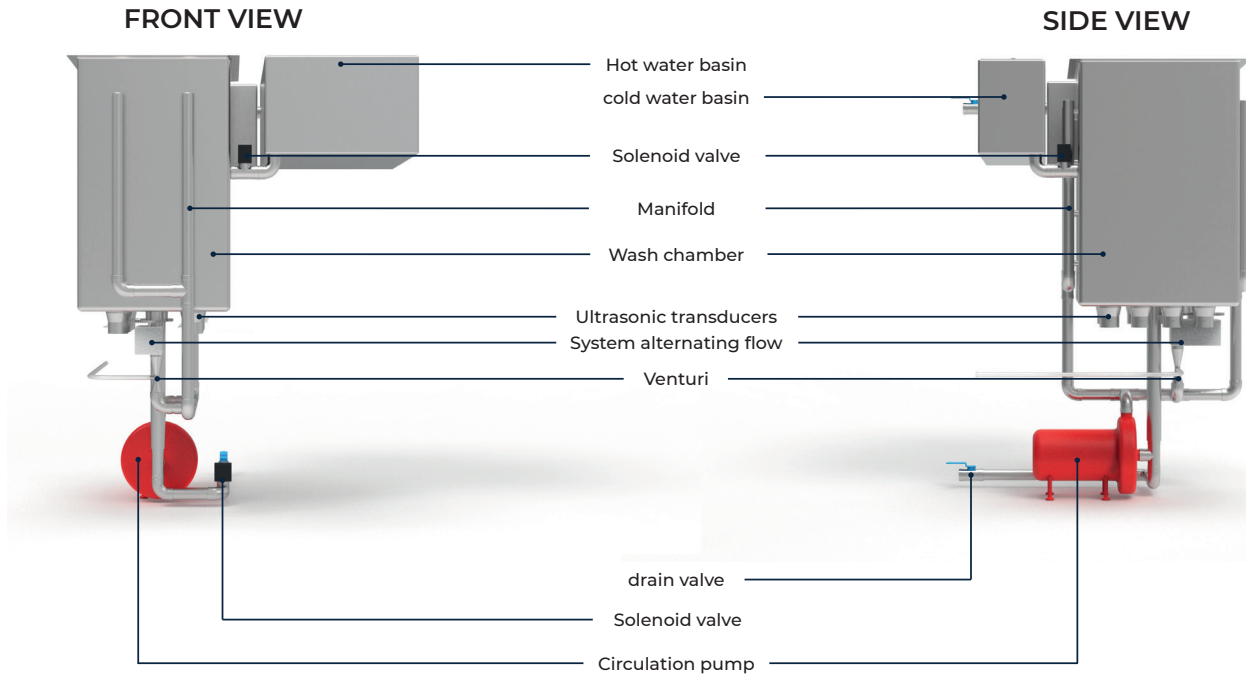 FRONT VIEW
SIDE VIEW
Hot water basin
cold water basin
Solenoid valve
Manifold
Wash chamber
Ultrasonic transducers
System alternating flow
Venturi
drain valve
Solenoid valve
Circulation pump